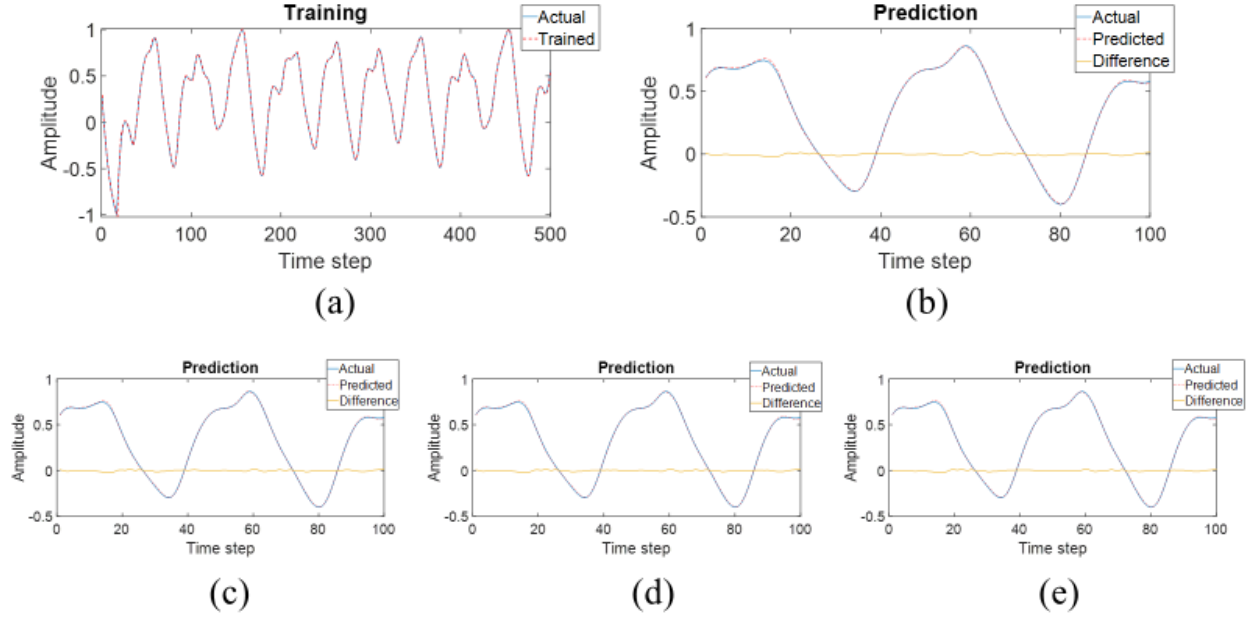 Training
Actual
Trained
Amplitude
1
0.5
0
-0.5
-1
0 100 200 300 400 500
Time step
(a)
Prediction
Actual
Predicted
Difference
Amplitude
1
0.5
0
-0.5
0 20 40 60 80 100
Time step
(b)
Prediction
Actual
Predicted
Difference
Amplitude
1
0.5
0
-0.5
0 20 40 60 80 100
Time step
(c)
Prediction
Actual
Predicted
Difference
Amplitude
1
0.5
0
-0.5
0 20 40 60 80 100
Time step
(d)
Prediction
Actual
Predicted
Difference
Amplitude
1
0.5
0
-0.5
0 20 40 60 80 100
Time step
(e)